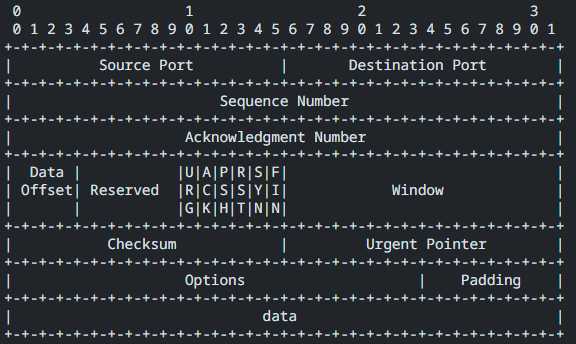 0                   1                   2                   3
 0 1 2 3 4 5 6 7 8 9 0 1 2 3 4 5 6 7 8 9 0 1 2 3 4 5 6 7 8 9 0 1
+-+-+-+-+-+-+-+-+-+-+-+-+-+-+-+-+-+-+-+-+-+-+-+-+-+-+-+-+-+-+-+-+
|          Source Port          |       Destination Port        |
+-+-+-+-+-+-+-+-+-+-+-+-+-+-+-+-+-+-+-+-+-+-+-+-+-+-+-+-+-+-+-+-+
|                        Sequence Number                        |
+-+-+-+-+-+-+-+-+-+-+-+-+-+-+-+-+-+-+-+-+-+-+-+-+-+-+-+-+-+-+-+-+
|                    Acknowledgment Number                      |
+-+-+-+-+-+-+-+-+-+-+-+-+-+-+-+-+-+-+-+-+-+-+-+-+-+-+-+-+-+-+-+-+
|  Data |           |U|A|P|R|S|F|                               |
| Offset| Reserved  |R|C|S|S|Y|I|            Window             |
|       |           |G|K|H|T|N|N|                               |
+-+-+-+-+-+-+-+-+-+-+-+-+-+-+-+-+-+-+-+-+-+-+-+-+-+-+-+-+-+-+-+-+
|           Checksum            |         Urgent Pointer        |
+-+-+-+-+-+-+-+-+-+-+-+-+-+-+-+-+-+-+-+-+-+-+-+-+-+-+-+-+-+-+-+-+
|                    Options                    |    Padding    |
+-+-+-+-+-+-+-+-+-+-+-+-+-+-+-+-+-+-+-+-+-+-+-+-+-+-+-+-+-+-+-+-+
|                             data                              |
+-+-+-+-+-+-+-+-+-+-+-+-+-+-+-+-+-+-+-+-+-+-+-+-+-+-+-+-+-+-+-+-+